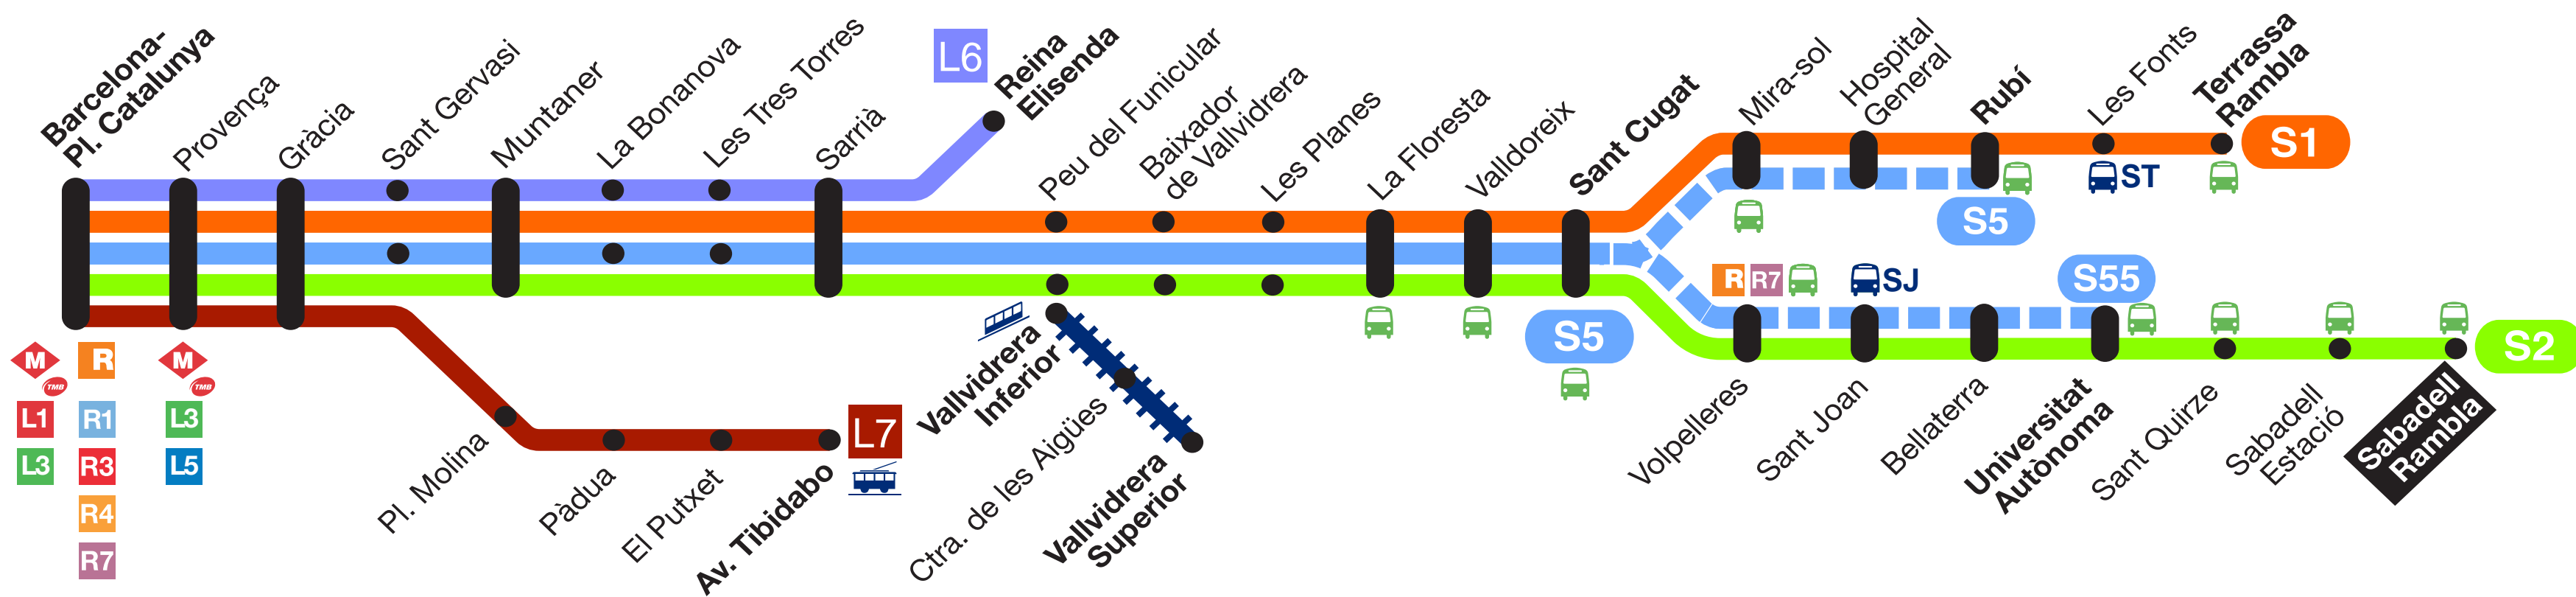 Barcelona-
Pl. Catalunya
Provença
Gràcia
Sant Gervasi
Muntaner
La Bonanova
Les Tres Torres
Sarrià
L6
Reina
Elisenda
Peu del Funicular
Baixador
de Vallvidrera
Les Planes
La Floresta
Valldoreix
Sant Cugat
Mira-sol
Hospital
General
Rubí
Les Fonts
Terrassa
Rambla
S1
ST
S5
S55
R R7
SJ
S5
S2
M
TMB
R
M
TMB
L1
R1
L3
L3
R3
L5
R4
R7
Pl. Molina
Pàdua
El Putxet
Av. Tibidabo
L7
Vallvidrera
Inferior
Ctra. de les Aigües
Vallvidrera
Superior
Volpelleres
Sant Joan
Bellaterra
Universitat
Autònoma
Sant Quirze
Sabadell
Estació
Sabadell
Rambla